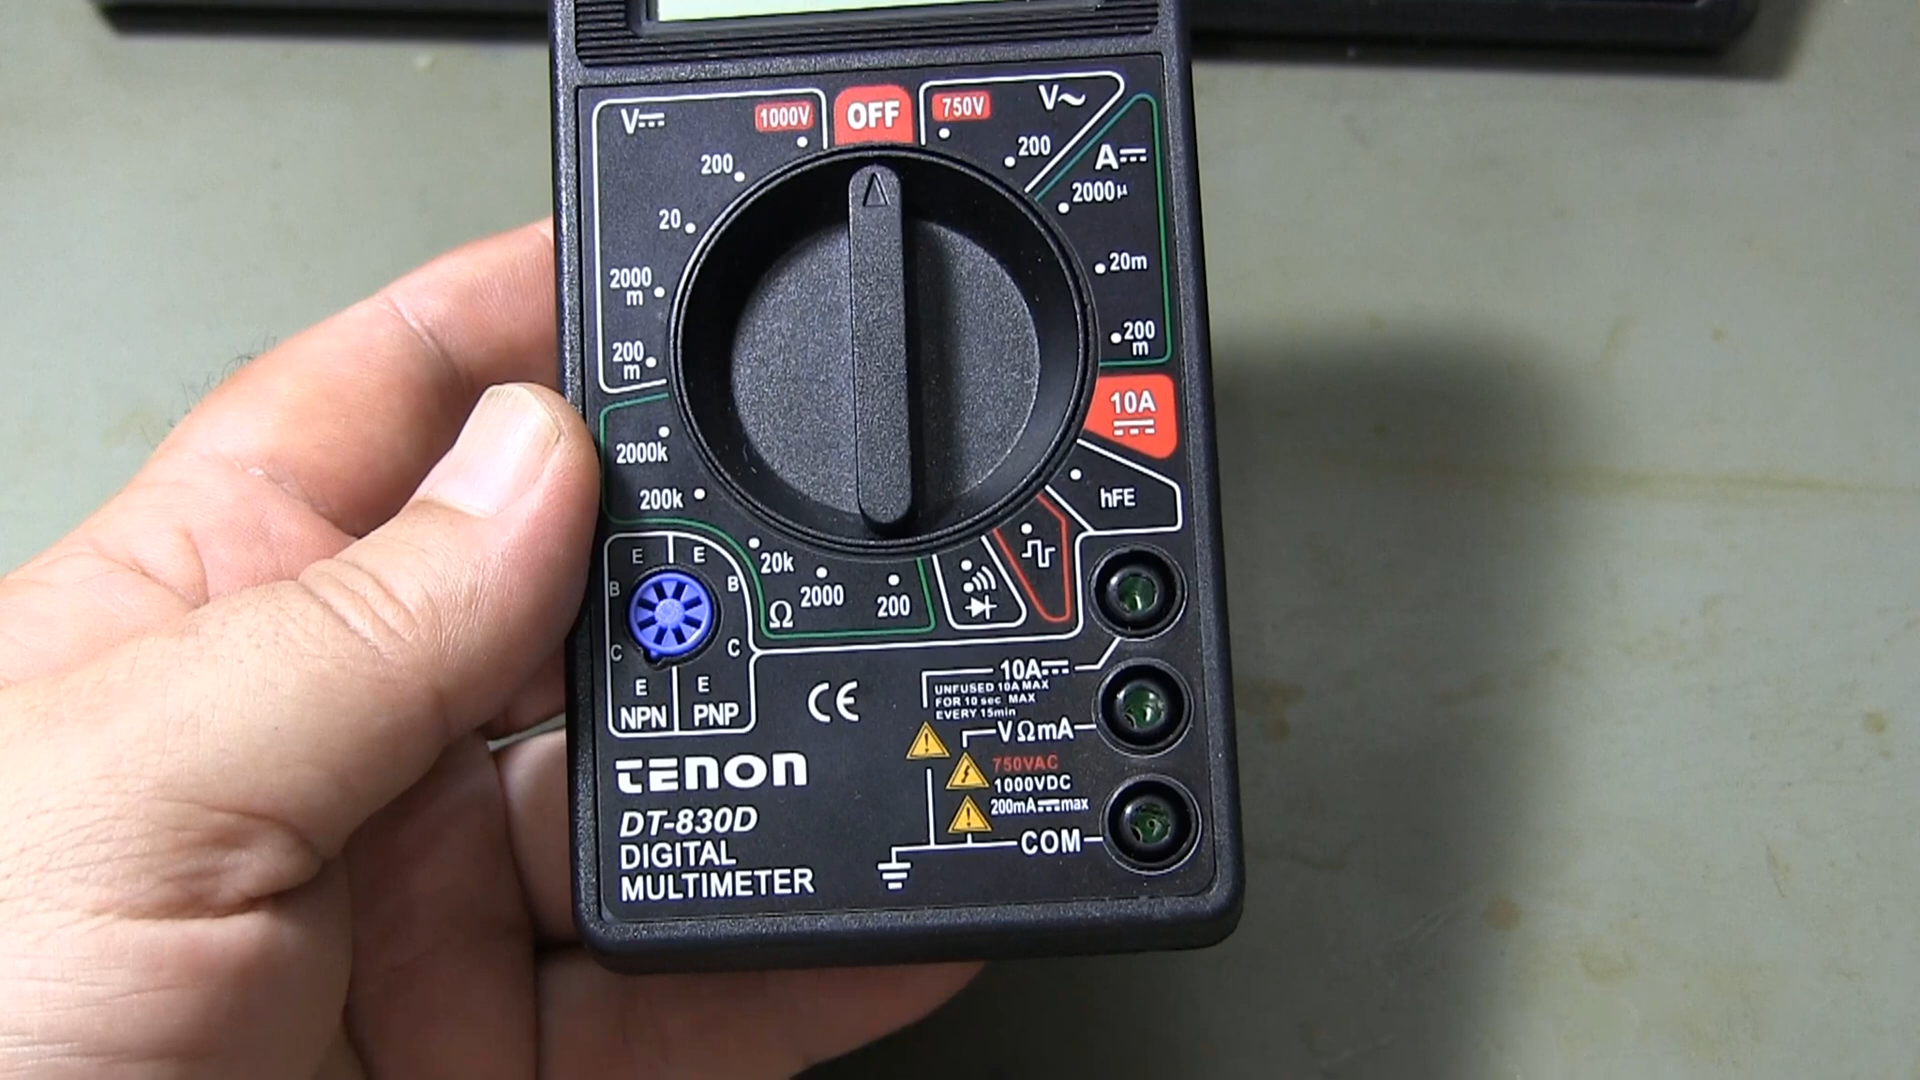 V⎓ 1000V OFF 750V V~
200 200 A⎓
2000µ
20
20m
2000
m
200
m
200
m
10A
2000k
200k
hFE
20k
Ω 2000 200
E E
B B
C C
E E
NPN PNP
CE
10A⎓
UNFUSED 10A MAX
FOR 10 sec MAX
EVERY 15min
VΩmA
750VAC
1000VDC
200mA⎓max
COM
TENON
DT-830D
DIGITAL
MULTIMETER